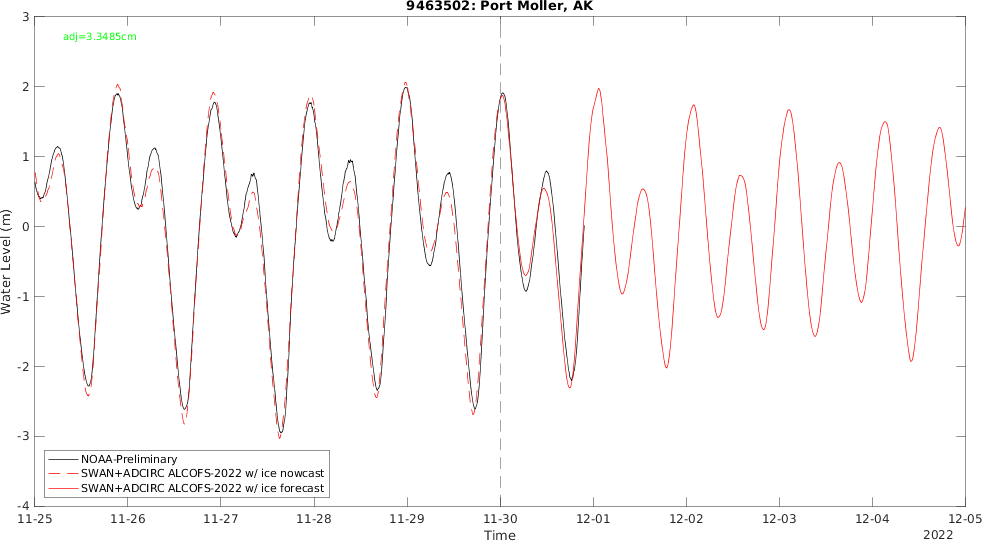 9463502: Port Moller, AK
adj=3.3485cm
3
2
1
0
-1
-2
-3
-4
Water Level (m)
NOAA-Preliminary
SWAN+ADCIRC ALCOFS-2022 w/ ice nowcast
SWAN+ADCIRC ALCOFS-2022 w/ ice forecast
11-25 11-26 11-27 11-28 11-29 11-30 12-01 12-02 12-03 12-04 12-05
Time
2022